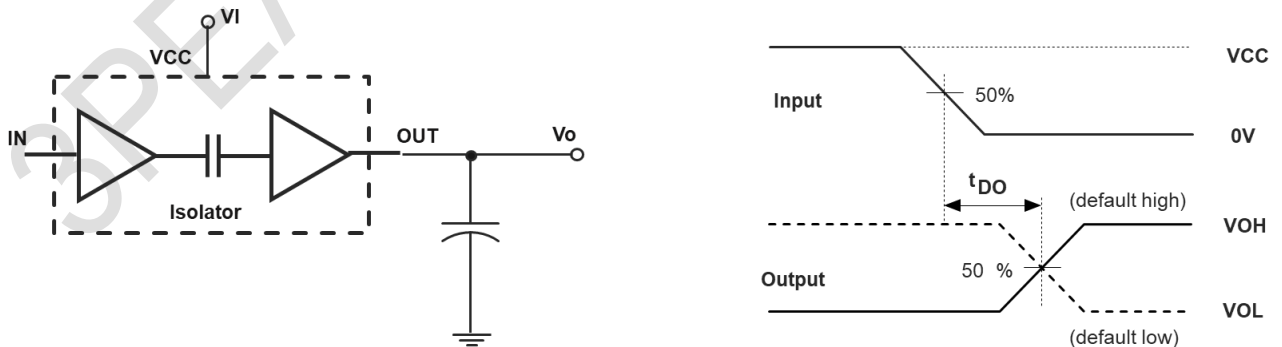 VI
VCC
IN
OUT
Vo
Isolator
VCC
Input
50%
0V
tDO
(default high)
VOH
Output
50 %
VOL
(default low)